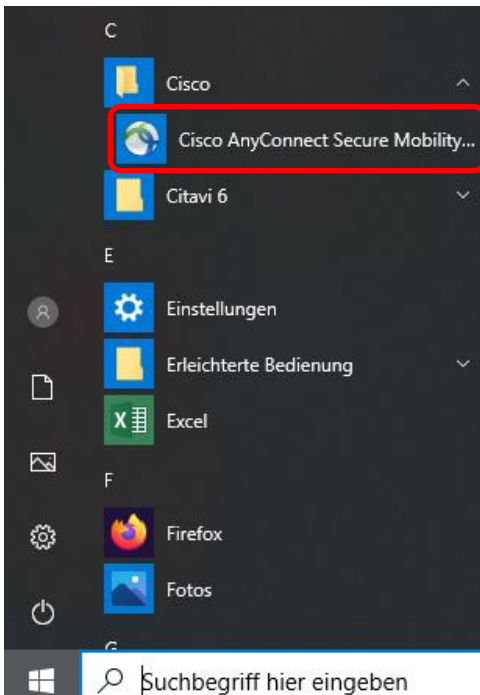 C
Cisco
Cisco AnyConnect Secure Mobility...
Citavi 6
E
Einstellungen
Erleichterte Bedienung
Excel
F
Firefox
Fotos
G
Suchbegriff hier eingeben